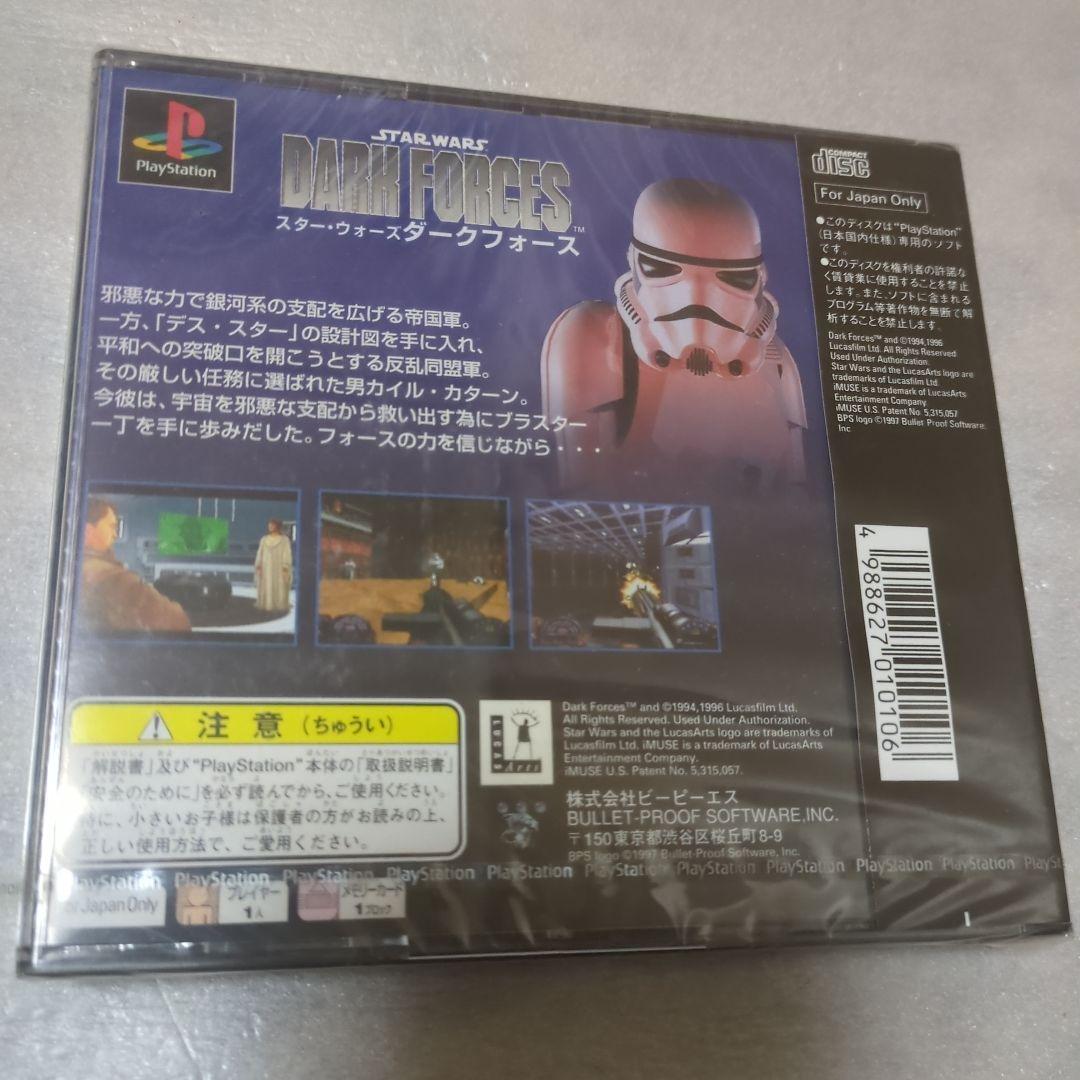 PlayStation
STAR WARS
DARK FORCES
TM
スター・ウォーズダークフォース
邪悪な力で銀河系の支配を広げる帝国軍。
一方、「デス・スター」の設計図を手に入れ、
平和への突破口を開こうとする反乱同盟軍。
その厳しい任務に選ばれた男カイル・カターン。
今彼は、宇宙を邪悪な支配から救い出す為にブラスター
一丁を手に歩みだした。フォースの力を信じながら・・・
COMPACT
disc
For Japan Only
●このディスクは"PlayStation"
(日本国内仕様)専用のソフト
です。
●このディスクを権利者の許諾な
く賃貸業に使用することを禁止
します。また、ソフトに含まれる
プログラム等著作物を無断で解
析することを禁止します。
Dark Forces™ and ©1994,1996
Lucasfilm Ltd. All Rights Reserved
Used Under Authorization.
Star Wars and the LucasArts logo are
trademarks of Lucasfilm Ltd.
iMUSE is a trademark of LucasArts
Entertainment Company.
iMUSE U.S. Patent No. 5,315,057
BPS logo ©1997 Bullet Proof Software,
Inc
4 988627 010106
注意(ちゅうい)
「解説書」及び"PlayStation"本体の「取扱説明書」
「安全のために」を必ず読んでから、ご使用ください。
特に、小さいお子様は保護者の方がお読みの上、
正しい使用方法で、ご愛用ください。
LUCAS
Arts
Dark Forces™ and ©1994,1996 Lucasfilm Ltd.
All Rights Reserved. Used Under Authorization.
Star Wars and the LucasArts logo are trademarks of
Lucasfilm Ltd. iMUSE is a trademark of LucasArts
Entertainment Company.
iMUSE U.S. Patent No. 5,315,057.
株式会社ビーピーエス
BULLET-PROOF SOFTWARE,INC.
〒150東京都渋谷区桜丘町8-9
BPS logo ©1997 Bullet-Proof Software, Inc.
PlayStation PlayStation PlayStation PlayStation PlayStation PlayStation PlayStation PlayStation PlayStation PlayStation
for Japan Only
プレイヤー
1人
メモリーカード
1ブロック